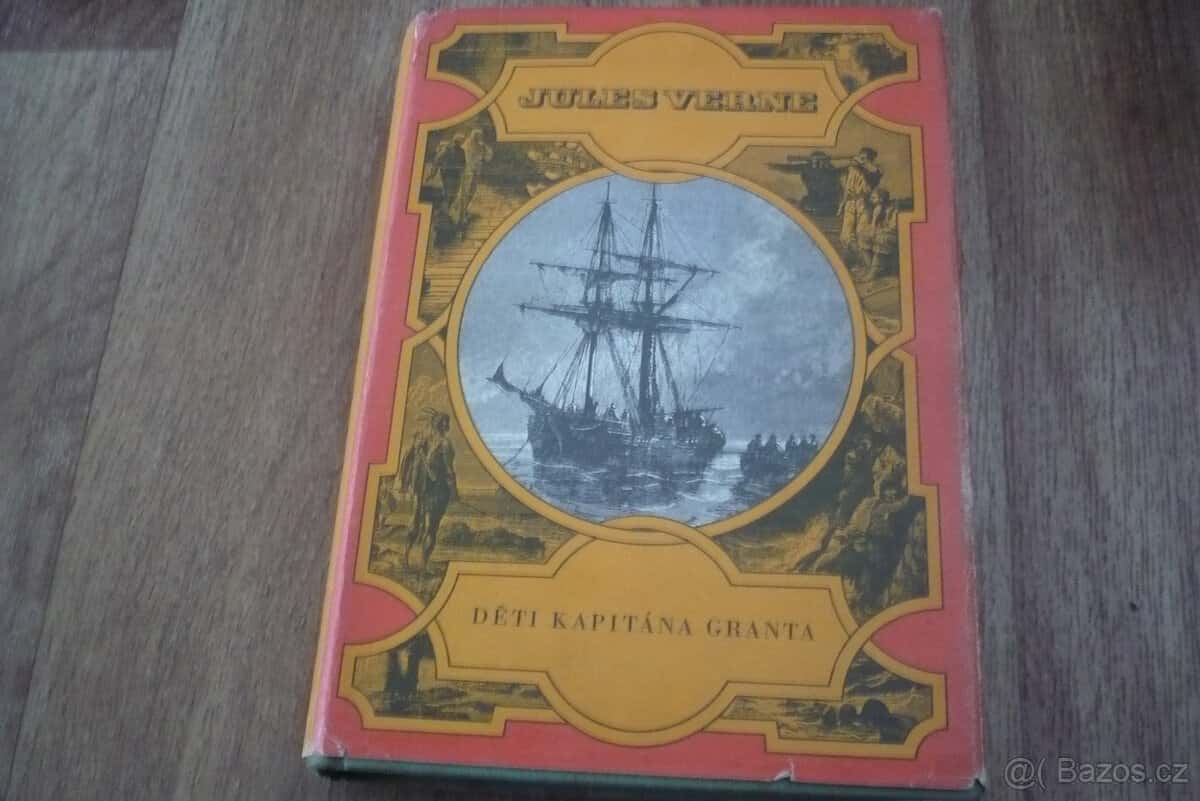 JULES VERNE
DĚTI KAPITÁNA GRANTA
@( Bazos.cz